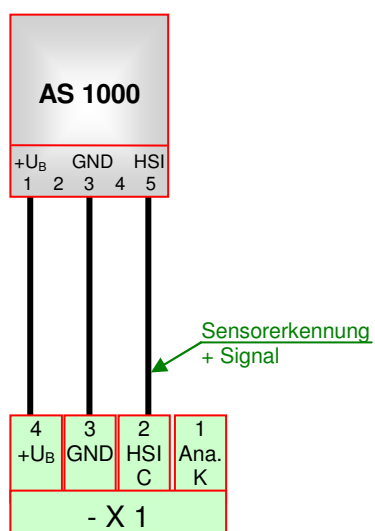 AS 1000
+UB GND HSI
1 2 3 4 5
Sensorerkennung
+ Signal
4 3 2 1
+UB GND HSI Ana.
C K
- X 1